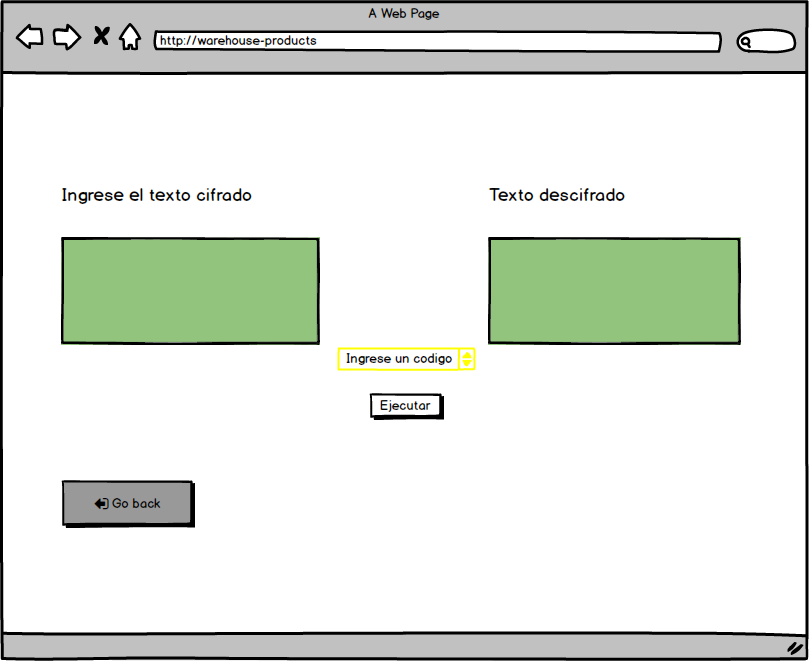 A Web Page
http://warehouse-products
Ingrese el texto cifrado
Texto descifrado
Ingrese un codigo
Ejecutar
Go back